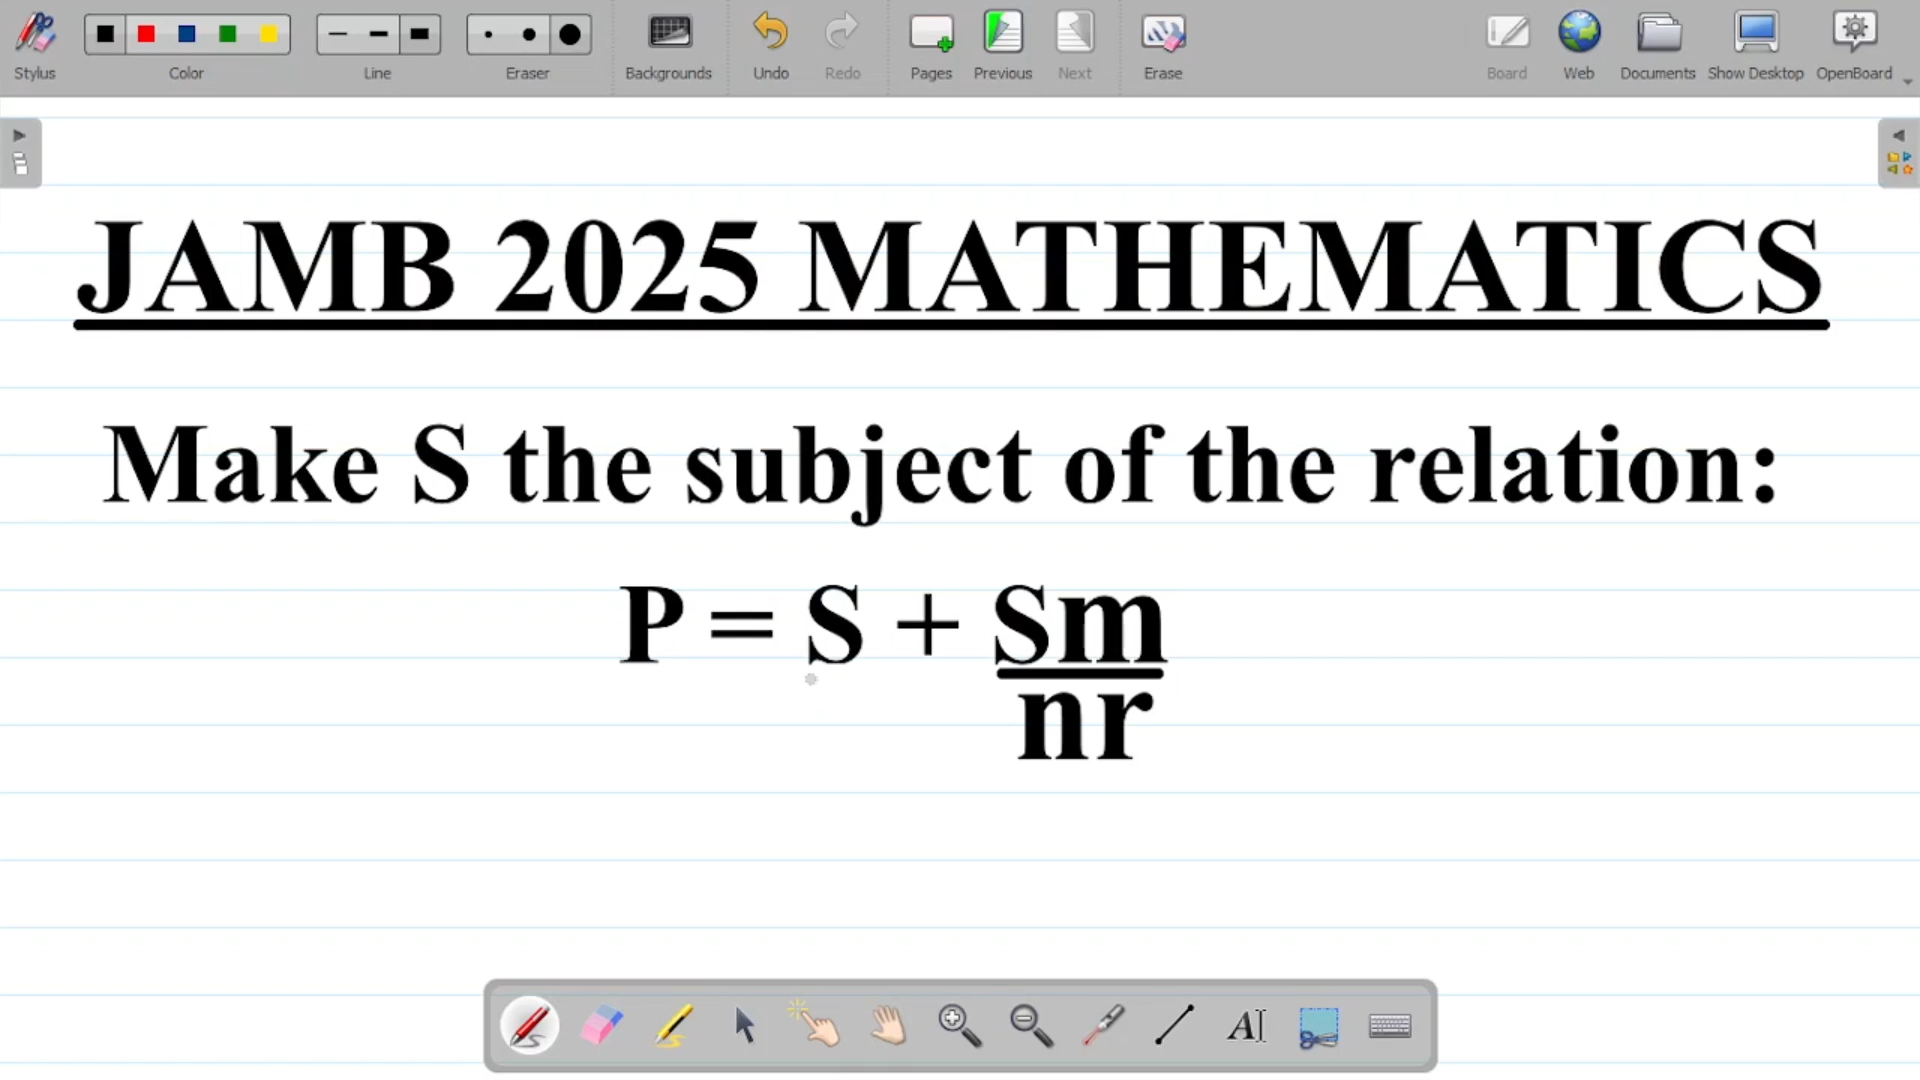 Stylus Color Line Eraser Backgrounds Undo Redo Pages Previous Next Erase Board Web Documents Show Desktop OpenBoard
JAMB 2025 MATHEMATICS
Make S the subject of the relation:
P = S + Sm
nr
AI